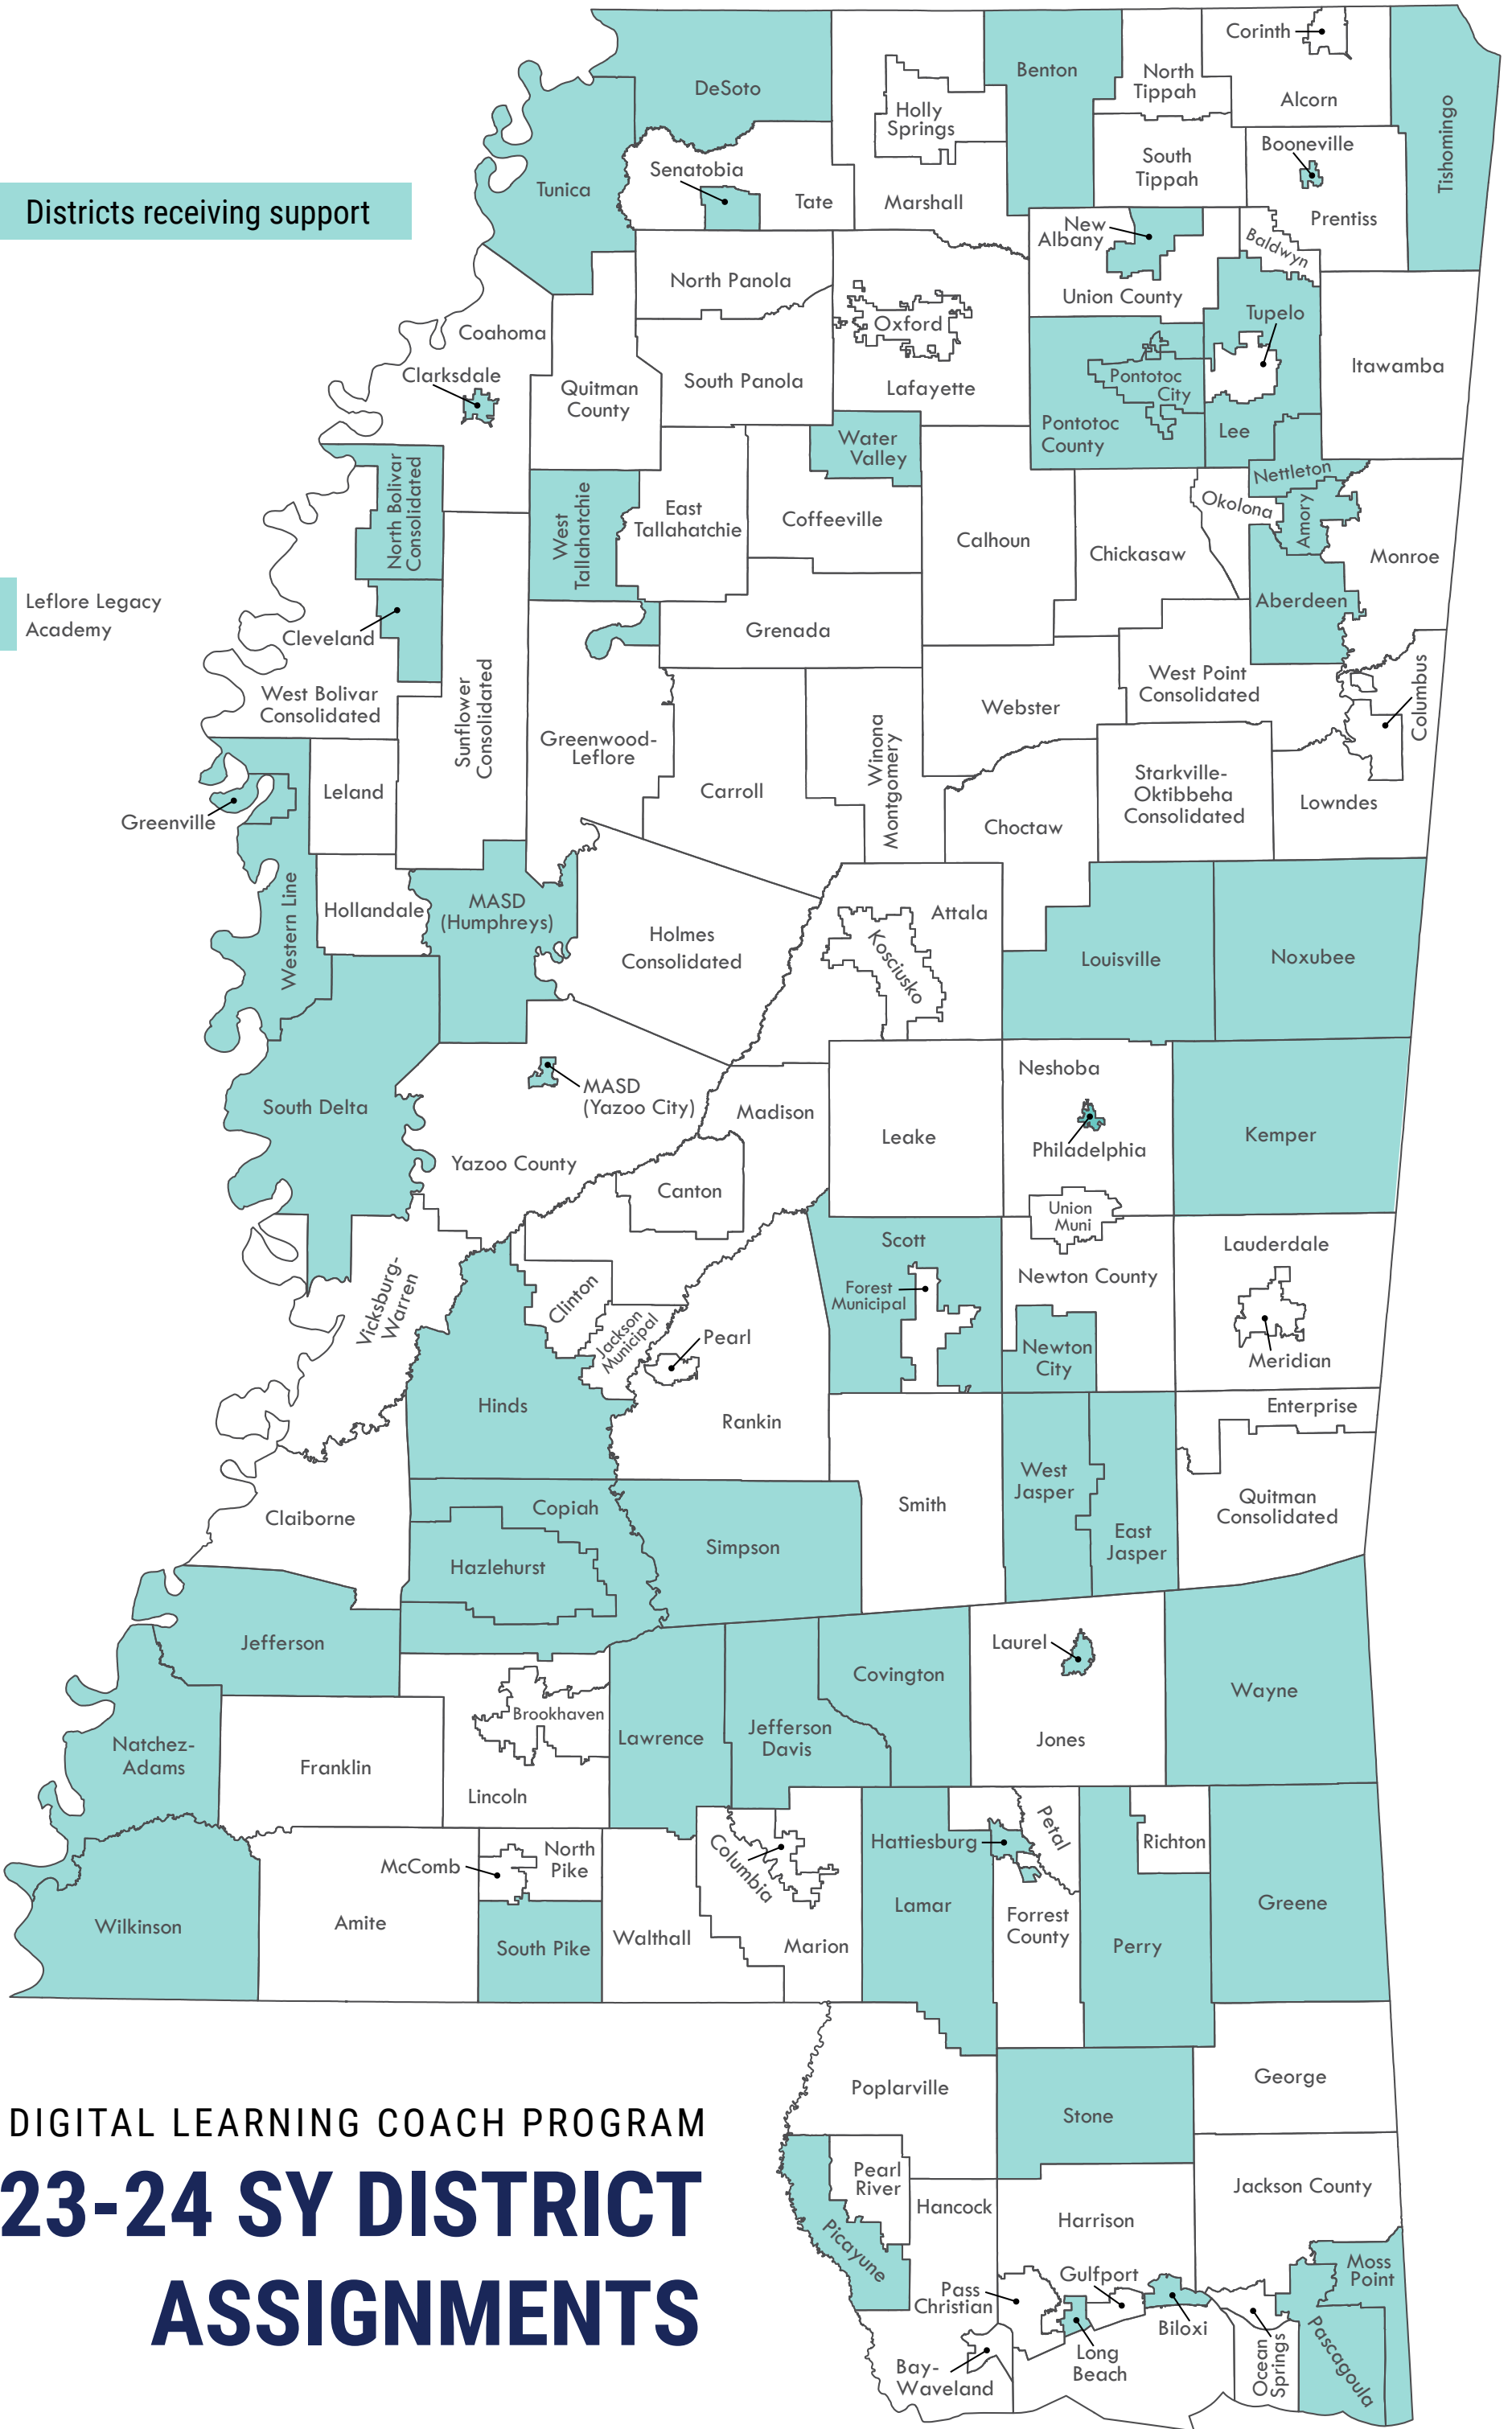 Corinth
DeSoto
Benton
North
Tippah
Alcorn
Holly
Springs
Tishomingo
Booneville
South
Tippah
Senatobia
Tunica
Tate
Marshall
Prentiss
Districts receiving support
New
Albany
Baldwyn
North Panola
Union County
Coahoma
Oxford
Tupelo
Clarksdale
Quitman
County
South Panola
Lafayette
Pontotoc
City
Itawamba
Pontotoc
County
Lee
Water
Valley
North Bolivar
Consolidated
West
Tallahatchie
East
Tallahatchie
Coffeeville
Calhoun
Chickasaw
Nettleton
Okolona
Amory
Monroe
Leflore Legacy
Academy
Cleveland
Grenada
Aberdeen
West Bolivar
Consolidated
Sunflower
Consolidated
Greenwood-
Leflore
Webster
West Point
Consolidated
Columbus
Leland
Greenville
Carroll
Winona
Montgomery
Choctaw
Starkville-
Oktibbeha
Consolidated
Lowndes
Western Line
Hollandale
MASD
(Humphreys)
Holmes
Consolidated
Attala
Kosciusko
Louisville
Noxubee
South Delta
MASD
(Yazoo City)
Yazoo County
Madison
Canton
Leake
Neshoba
Philadelphia
Kemper
Union
Muni
Scott
Forest
Municipal
Newton County
Lauderdale
Vicksburg-
Warren
Clinton
Jackson
Municipal
Pearl
Newton
City
Meridian
Hinds
Rankin
Enterprise
Claiborne
Copiah
Hazlehurst
Simpson
Smith
West
Jasper
East
Jasper
Quitman
Consolidated
Jefferson
Laurel
Covington
Wayne
Natchez-
Adams
Franklin
Brookhaven
Lincoln
Lawrence
Jefferson
Davis
Jones
McComb
North
Pike
Columbia
Hattiesburg
Petal
Richton
Wilkinson
Amite
South Pike
Walthall
Marion
Lamar
Forrest
County
Perry
Greene
Poplarville
Stone
George
DIGITAL LEARNING COACH PROGRAM
23-24 SY DISTRICT
ASSIGNMENTS
Pearl
River
Hancock
Picayune
Harrison
Jackson County
Pass
Christian
Gulfport
Moss
Point
Biloxi
Long
Beach
Bay-
Waveland
Ocean
Springs
Pascagoula